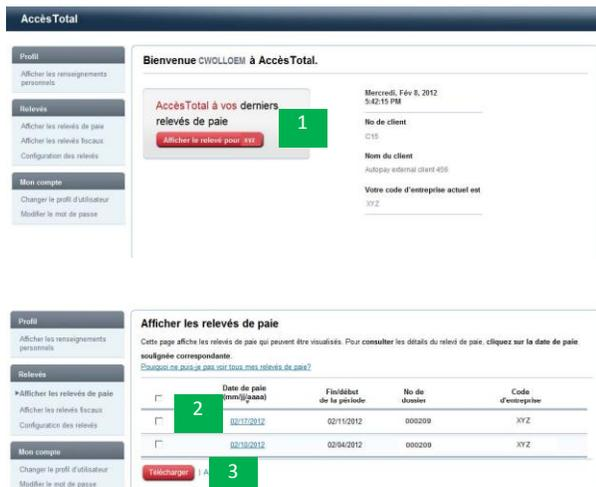 AccèsTotal
Profil
Afficher les renseignements
personnels
Relevés
Afficher les relevés de paie
Afficher les relevés fiscaux
Configuration des relevés
Mon compte
Changer le profil d'utilisateur
Modifier le mot de passe
Bienvenue CWOLLOEM à AccèsTotal.
AccèsTotal à vos derniers
relevés de paie
Afficher le relevé pour XYZ
1
Mercredi, Fév 8, 2012
5:42:15 PM
No de client
C15
Nom du client
Autopay external client 456
Votre code d'entreprise actuel est
XYZ
Profil
Afficher les renseignements
personnels
Relevés
Afficher les relevés de paie
Afficher les relevés fiscaux
Configuration des relevés
Mon compte
Changer le profil d'utilisateur
Modifier le mot de passe
Afficher les relevés de paie
Cette page affiche les relevés de paie qui peuvent être visualisés. Pour consulter les détails du relevé de paie, cliquez sur la date de paie
soulignée correspondante.
Pourquoi ne puis-je pas voir tous mes relevés de paie?
Date de paie
(mm/jj/aaaa)
Fin/début
de la période
No de
dossier
Code
d'entreprise
2
02/17/2012 02/11/2012 000209 XYZ
02/10/2012 02/04/2012 000209 XYZ
Télécharger | A
3